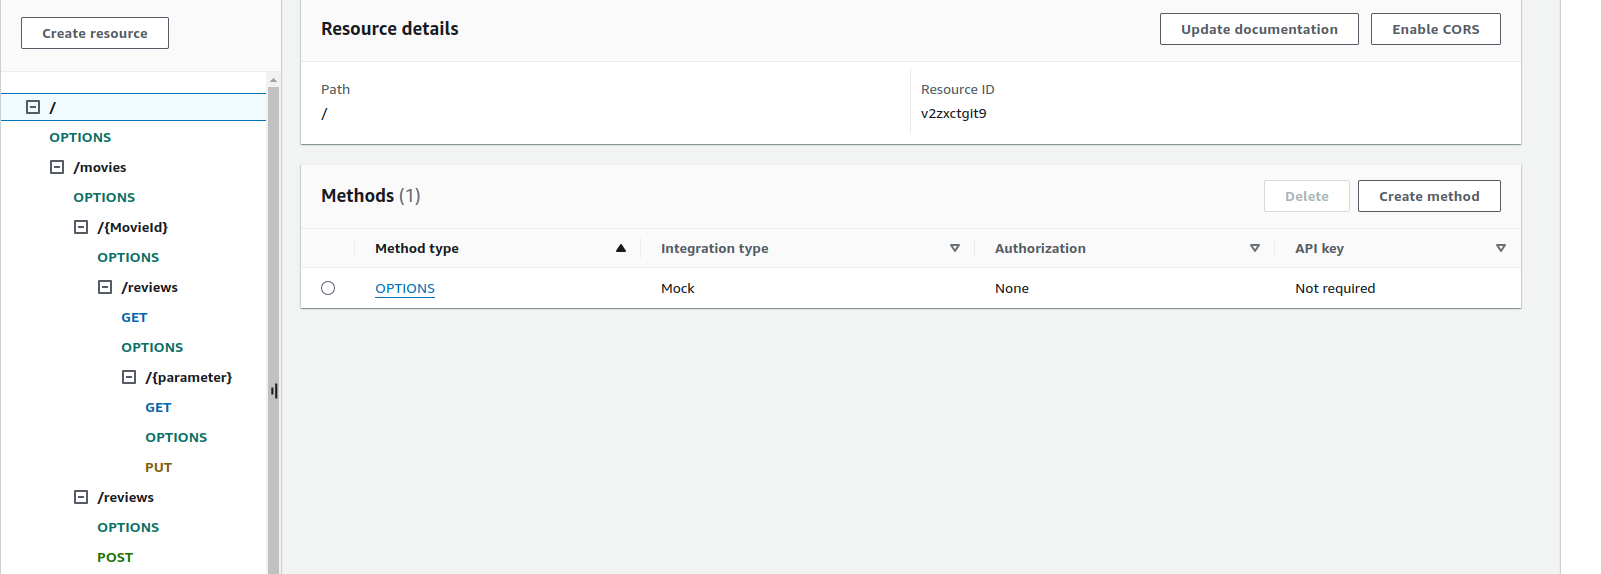 Create resource
/
OPTIONS
/movies
OPTIONS
/{MovieId}
OPTIONS
/reviews
GET
OPTIONS
/{parameter}
GET
OPTIONS
PUT
/reviews
OPTIONS
POST
Resource details
Update documentation
Enable CORS
Path
/
Resource ID
v2zxctgit9
Methods (1)
Delete
Create method
Method type
Integration type
Authorization
API key
OPTIONS
Mock
None
Not required